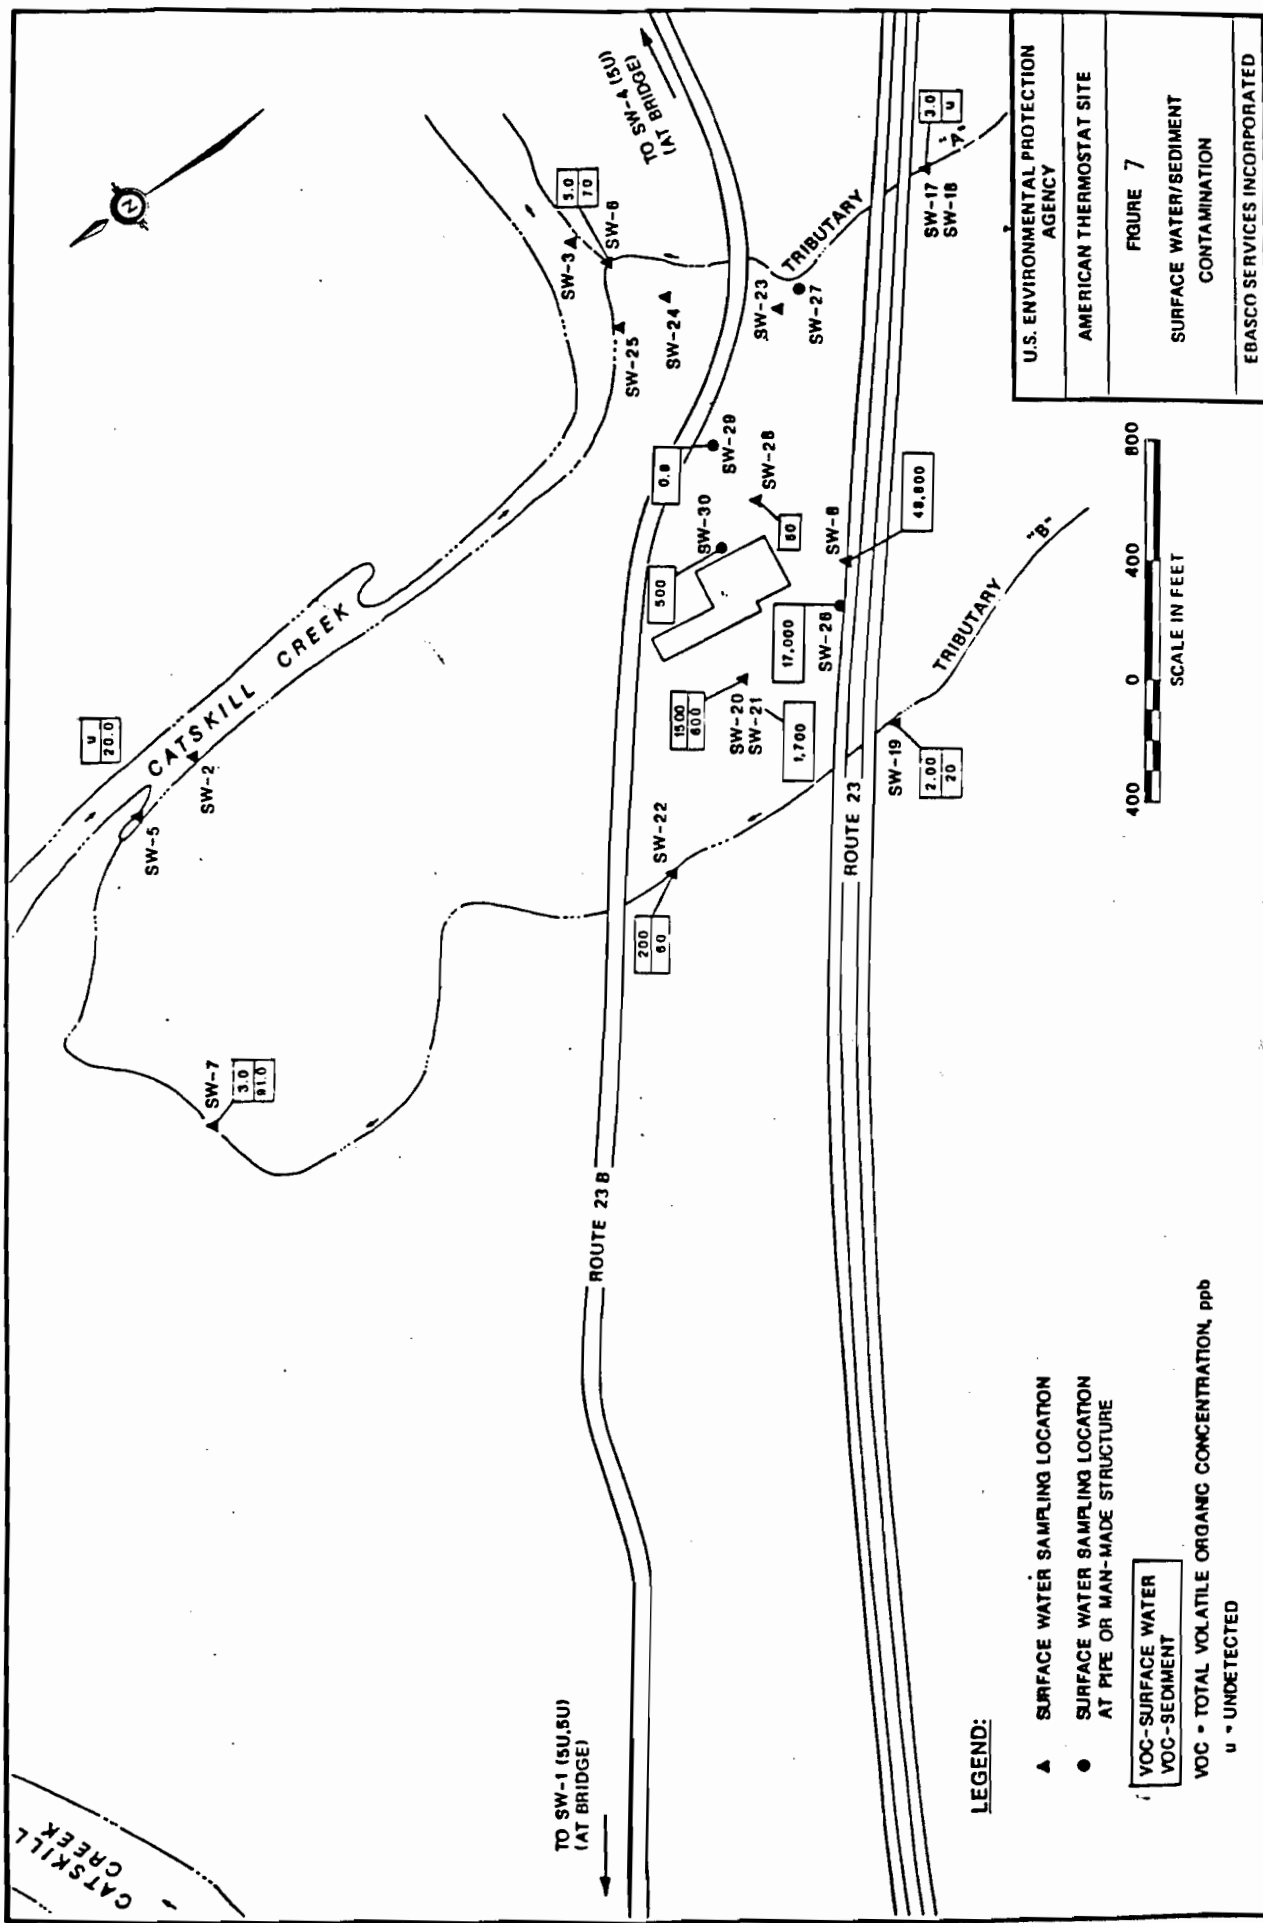 CATSKILL
CREEK
CATSKILL CREEK
u
20.0
SW-2
SW-5
SW-7
3.0
91.0
N
TO SW-4 (5U)
(AT BRIDGE)
5.0
70
SW-6
SW-3
SW-25
SW-24
SW-23
SW-27
TRIBUTARY "A"
3.0
u
SW-17
SW-18
0.8
SW-29
SW-28
60
SW-30
500
SW-8
48,800
17,000
SW-26
1500
600
SW-20
SW-21
1,700
SW-22
200
60
SW-19
2.00
20
TRIBUTARY "B"
ROUTE 23
ROUTE 23 B
TO SW-1 (5U,5U)
(AT BRIDGE)
LEGEND:
SURFACE WATER SAMPLING LOCATION
SURFACE WATER SAMPLING LOCATION
AT PIPE OR MAN-MADE STRUCTURE
VOC-SURFACE WATER
VOC-SEDIMENT
VOC = TOTAL VOLATILE ORGANIC CONCENTRATION, ppb
u = UNDETECTED
400 0 400 800
SCALE IN FEET
U.S. ENVIRONMENTAL PROTECTION
AGENCY
AMERICAN THERMOSTAT SITE
FIGURE 7
SURFACE WATER/SEDIMENT
CONTAMINATION
EBASCO SERVICES INCORPORATED